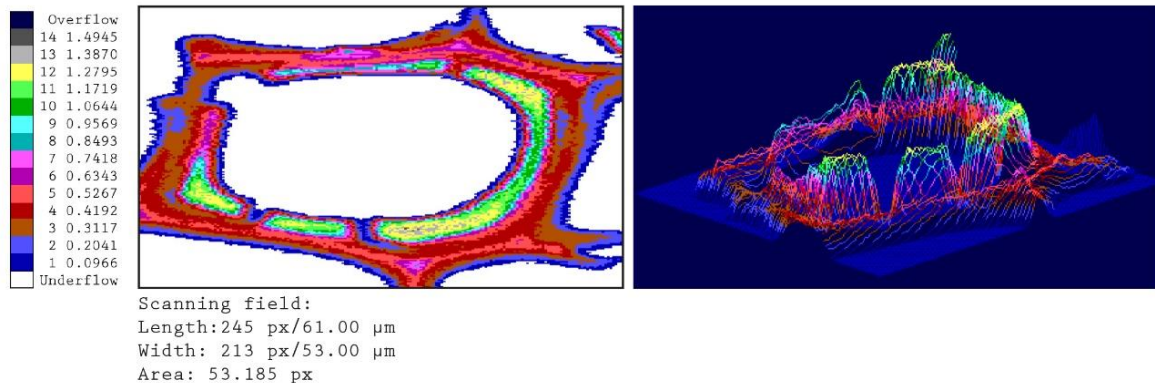 Overflow
14 1.4945
13 1.3870
12 1.2795
11 1.1719
10 1.0644
9 0.9569
8 0.8493
7 0.7418
6 0.6343
5 0.5267
4 0.4192
3 0.3117
2 0.2041
1 0.0966
Underflow
Scanning field:
Length:245 px/61.00 µm
Width: 213 px/53.00 µm
Area: 53.185 px